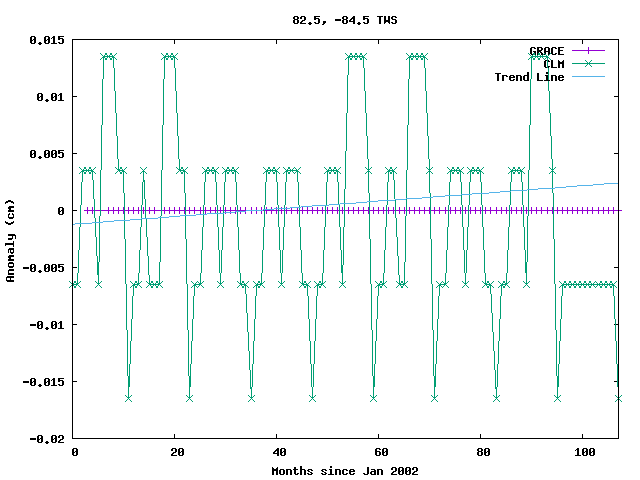 82.5, -84.5 TWS
GRACE
CLM
Trend Line
0.015
0.01
0.005
0
-0.005
-0.01
-0.015
-0.02
Anomaly (cm)
0 20 40 60 80 100
Months since Jan 2002